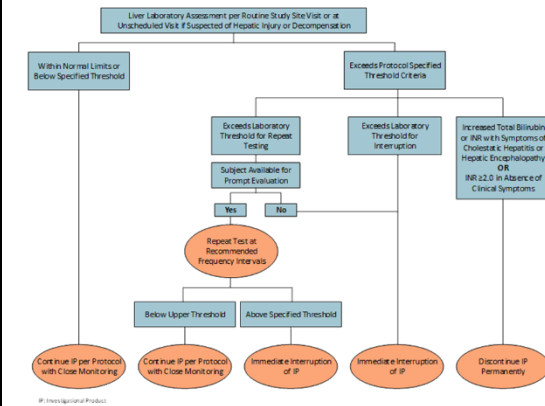 Liver Laboratory Assessment per Routine Study Site Visit or at
Unscheduled Visit if Suspected of Hepatic Injury or Decompensation
Within Normal Limits or
Below Specified Threshold
Exceeds Protocol Specified
Threshold Criteria
Exceeds Laboratory
Threshold for Repeat
Testing
Exceeds Laboratory
Threshold for
Interruption
Increased Total Bilirubin
or INR with Symptoms of
Cholestatic Hepatitis or
Hepatic Encephalopathy
OR
INR ≥2.0 in Absence of
Clinical Symptoms
Subject Available for
Prompt Evaluation
Yes
No
Repeat Test at
Recommended
Frequency Intervals
Below Upper Threshold
Above Specified Threshold
Continue IP per Protocol
with Close Monitoring
Continue IP per Protocol
with Close Monitoring
Immediate Interruption
of IP
Immediate Interruption
of IP
Discontinue IP
Permanently
IP: Investigational Product